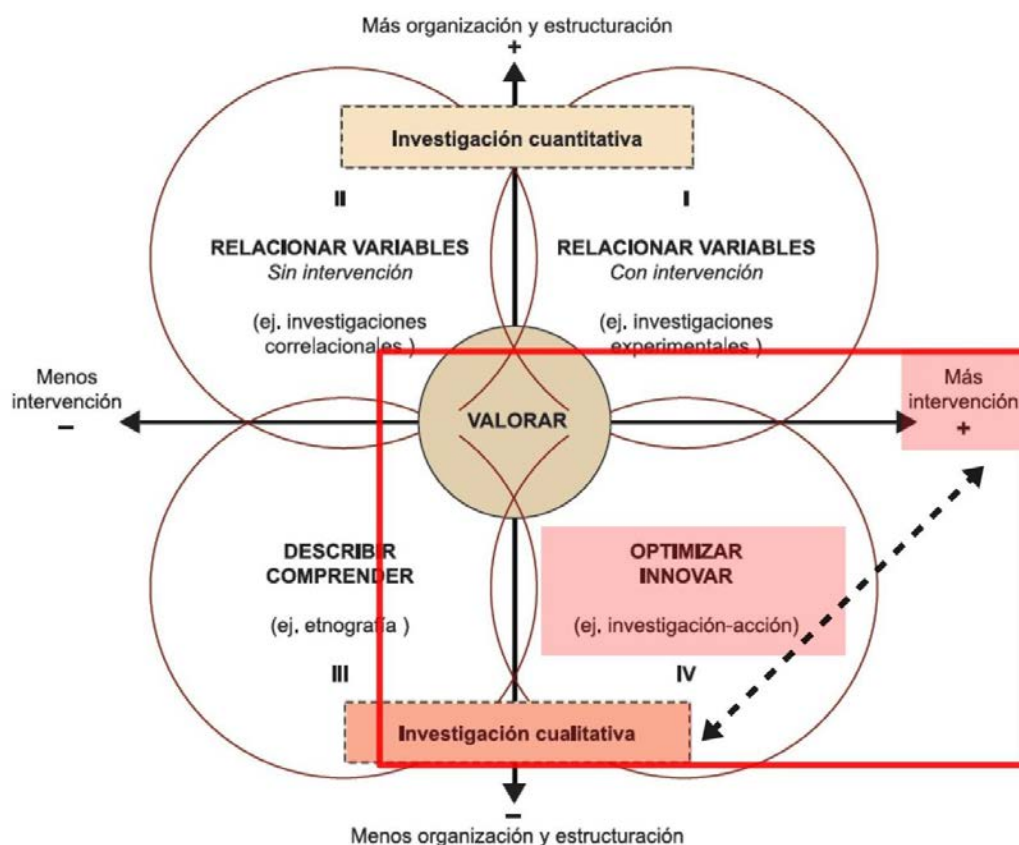 Más organización y estructuración
+
Investigación cuantitativa
II
I
RELACIONAR VARIABLES
Sin intervención
RELACIONAR VARIABLES
Con intervención
(ej, investigaciones
correlacionales )
(ej, investigaciones
experimentales )
Menos
intervención
–
VALORAR
Más
intervención
+
DESCRIBIR
COMPRENDER
OPTIMIZAR
INNOVAR
(ej, etnografía )
(ej, investigación-acción)
III
IV
Investigación cualitativa
–
Menos organización y estructuración